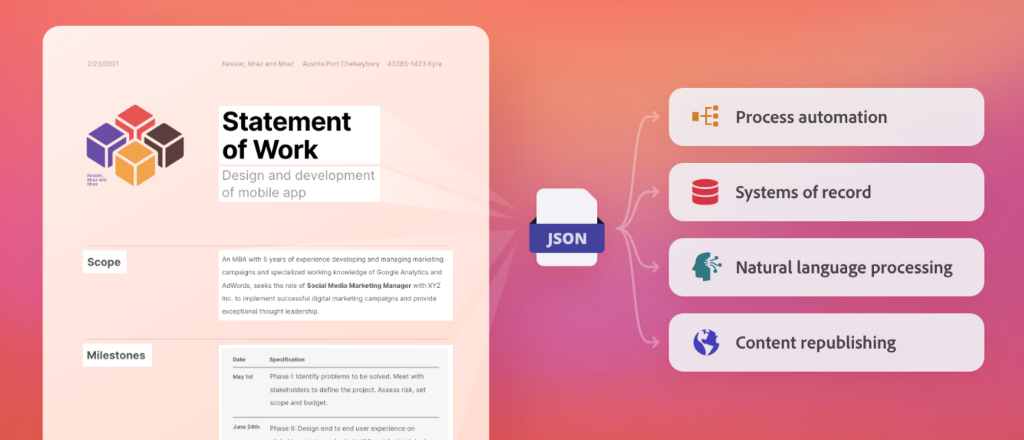 2/23/2021
Kessler, Mraz and Mraz Austria Port Chelseybury 43385-1423 Kyra
Kessler,
Mraz and
Mraz
Statement
of Work
Design and development
of mobile app
Scope
An MBA with 5 years of experience developing and managing marketing
campaigns and specialized working knowledge of Google Analytics and
AdWords, seeks the role of Social Media Marketing Manager with XYZ
Inc. to implement successful digital marketing campaigns and provide
exceptional thought leadership.
Milestones
Date Specification
May 1st Phase I: Identify problems to be solved. Meet with
stakeholders to define the project. Assess risk, set
scope and budget.
June 24th Phase II: Design end to end user experience on
JSON
Process automation
Systems of record
Natural language processing
Content republishing